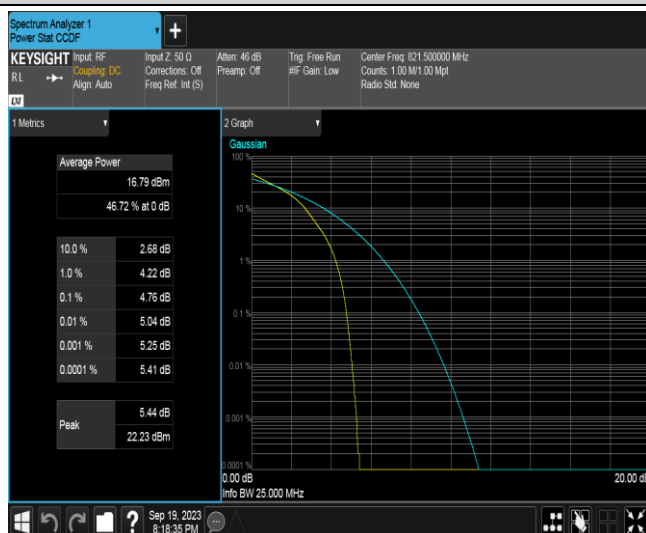 Spectrum Analyzer 1
Power Stat CCDF
KEYSIGHT
RL
LXI
Input: RF
Coupling: DC
Align: Auto
Input Z: 50 Ω
Corrections: Off
Freq Ref: Int (S)
Atten: 46 dB
Preamp: Off
Trig: Free Run
#IF Gain: Low
Center Freq: 821.500000 MHz
Counts: 1.00 M/1.00 Mpt
Radio Std: None
1 Metrics
Average Power
16.79 dBm
46.72 % at 0 dB
10.0 % 2.68 dB
1.0 % 4.22 dB
0.1 % 4.76 dB
0.01 % 5.04 dB
0.001 % 5.25 dB
0.0001 % 5.41 dB
Peak
5.44 dB
22.23 dBm
2 Graph
Gaussian
100 %
10 %
1 %
0.1 %
0.01 %
0.001 %
0.0001 %
0.00 dB
20.00 dB
Info BW 25.000 MHz
?
Sep 19, 2023
8:18:35 PM